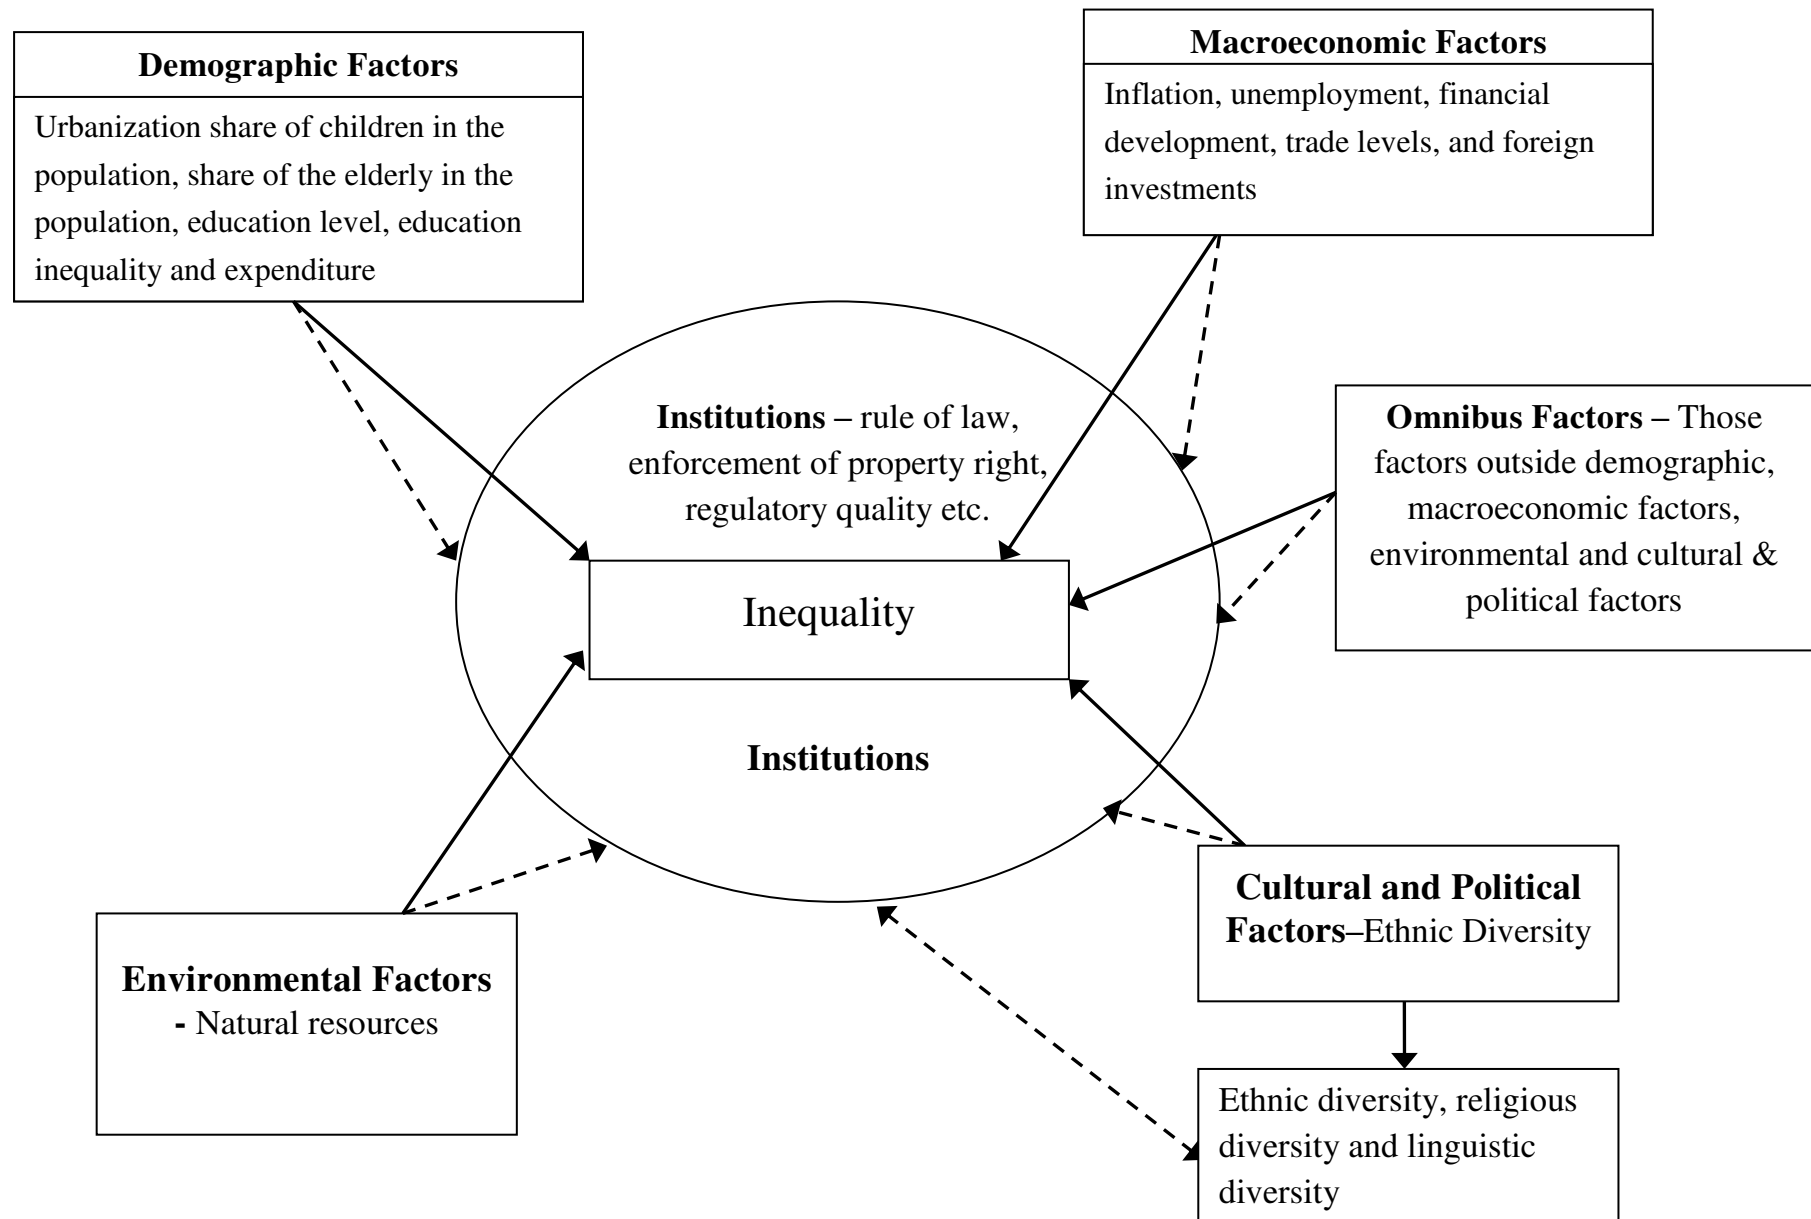 Demographic Factors
Urbanization share of children in the
population, share of the elderly in the
population, education level, education
inequality and expenditure
Macroeconomic Factors
Inflation, unemployment, financial
development, trade levels, and foreign
investments
Institutions – rule of law,
enforcement of property right,
regulatory quality etc.
Omnibus Factors – Those
factors outside demographic,
macroeconomic factors,
environmental and cultural &
political factors
Inequality
Institutions
Cultural and Political
Factors–Ethnic Diversity
Environmental Factors
- Natural resources
Ethnic diversity, religious
diversity and linguistic
diversity